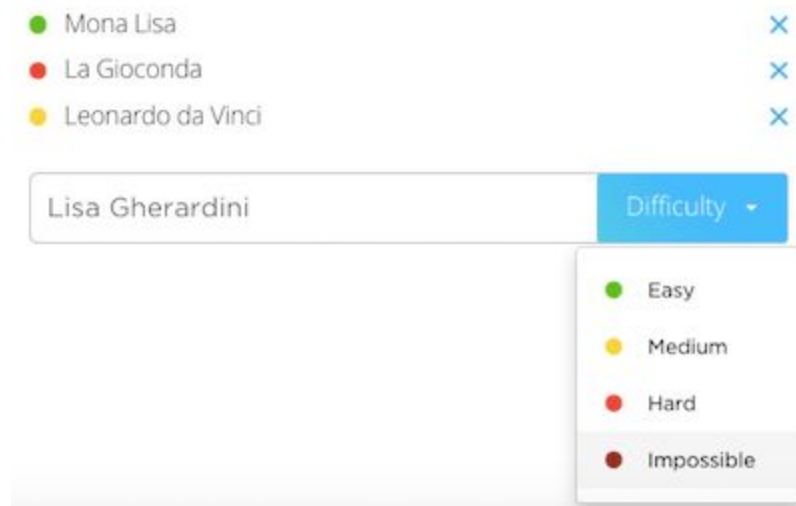 Mona Lisa
La Gioconda
Leonardo da Vinci
Lisa Gherardini
Difficulty
Easy
Medium
Hard
Impossible